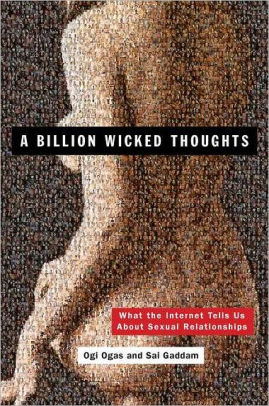 A BILLION WICKED THOUGHTS
What the Internet Tells Us
About Sexual Relationships
Ogi Ogas and Sai Gaddam